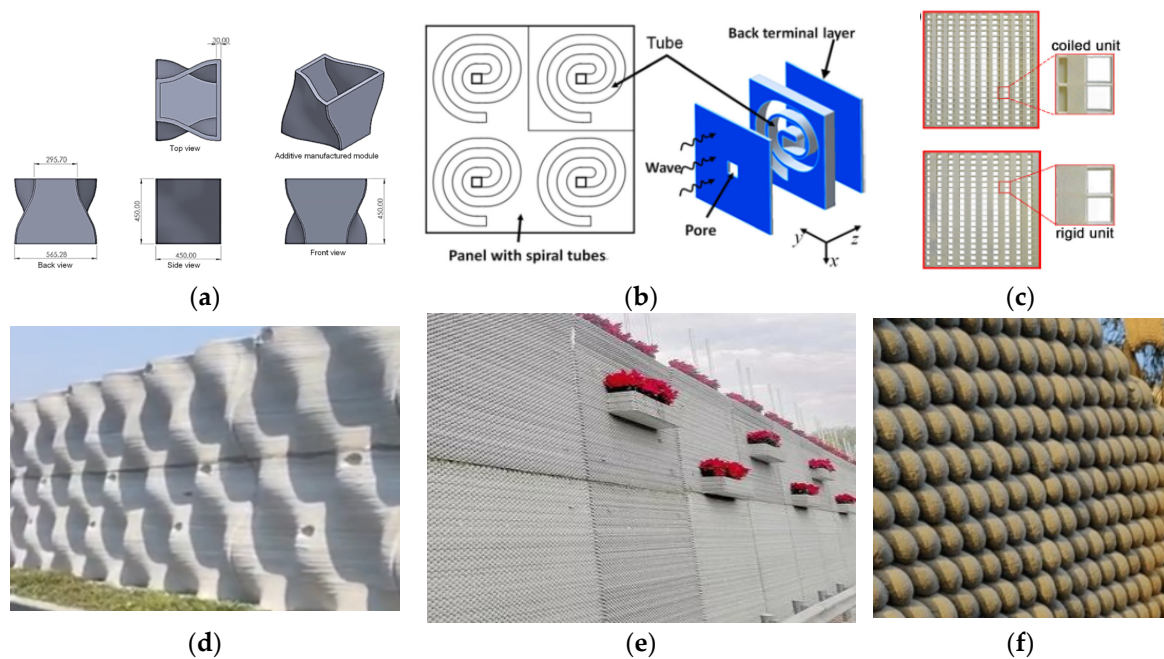 20,00
Top view
Additive manufactured module
295,70
450,00
450,00
Back view
565,28
Side view
450,00
Front view
(a)
Tube
Back terminal layer
Wave
Pore
Panel with spiral tubes
y
z
x
(b)
coiled unit
rigid unit
(c)
(d)
(e)
(f)